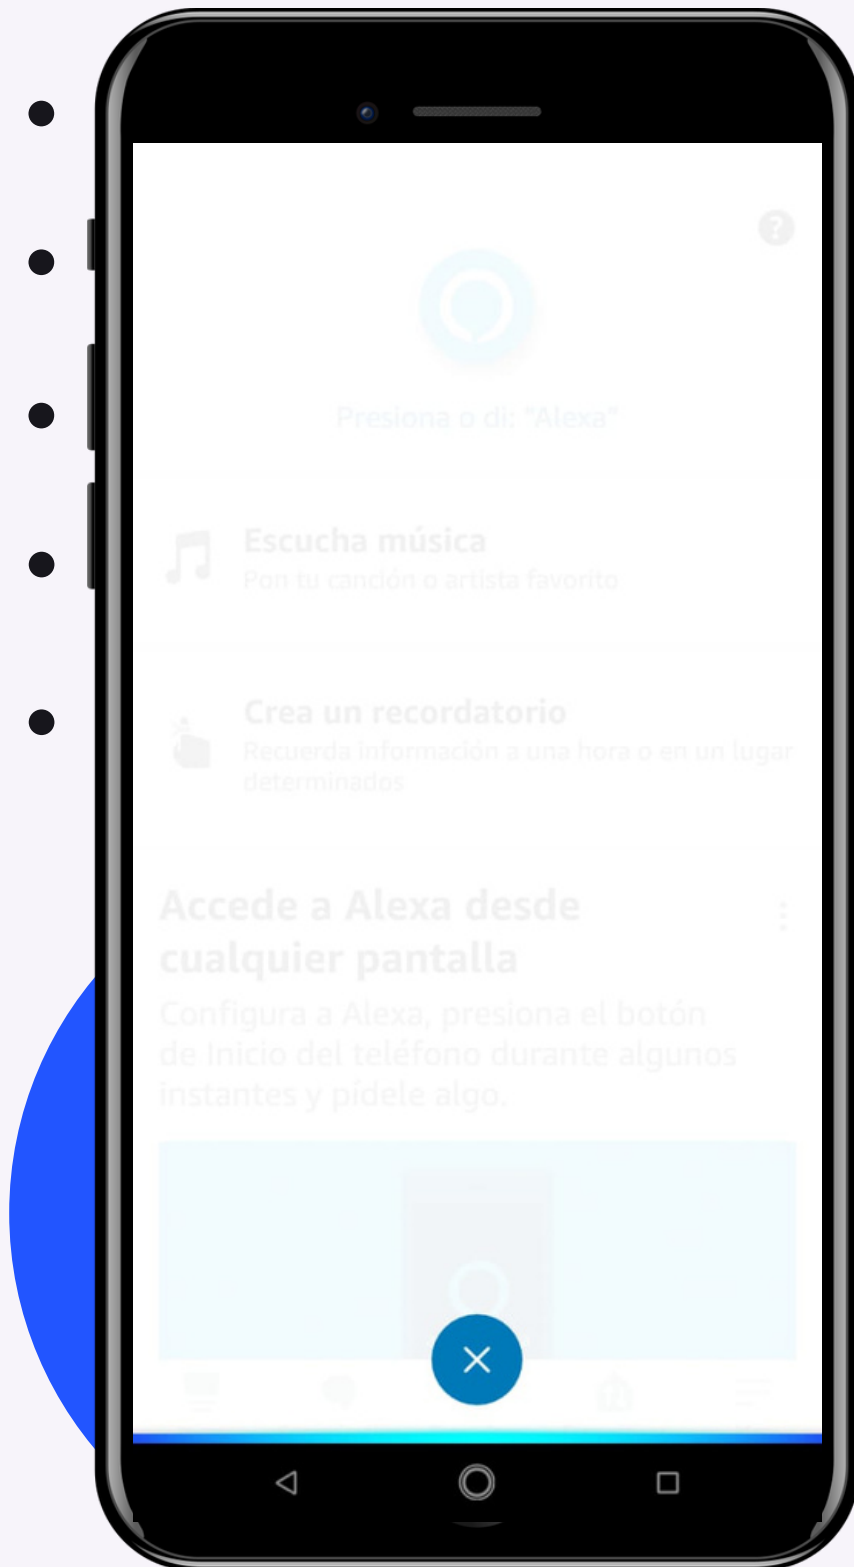 Presiona o di: "Alexa"
Escucha música
Pon tu canción o artista favorito
Crea un recordatorio
Recuerda información a una hora o en un lugar
determinados
Accede a Alexa desde
cualquier pantalla
Configura a Alexa, presiona el botón
de Inicio del teléfono durante algunos
instantes y pídele algo.